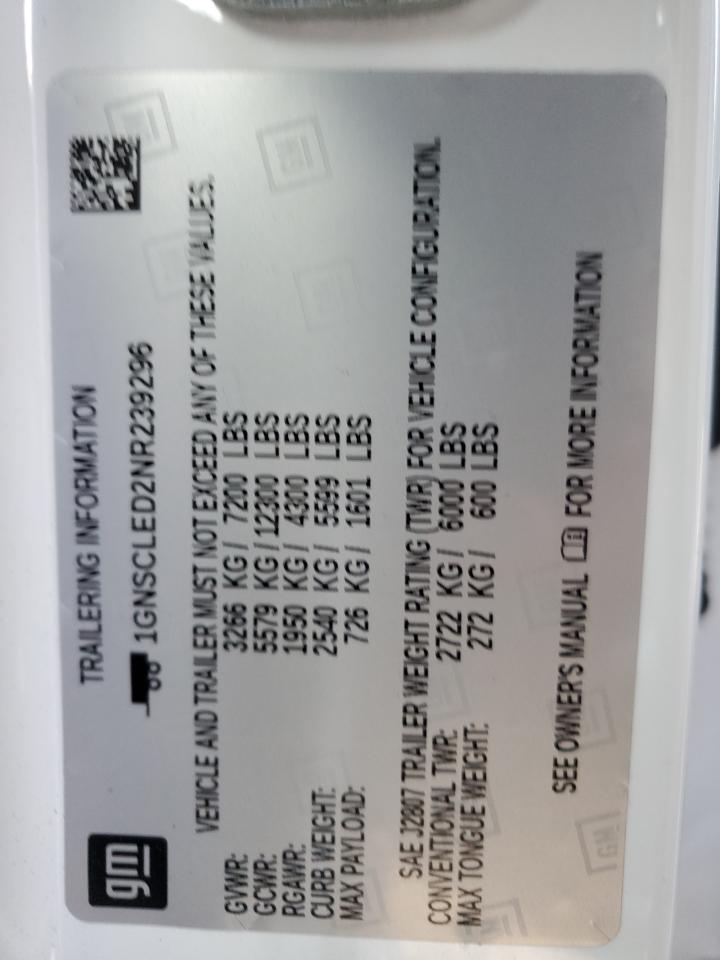 gm
TRAILERING INFORMATION
1GNSCLED2NR239296
VEHICLE AND TRAILER MUST NOT EXCEED ANY OF THESE VALUES.
GVWR: 3266 KG / 7200 LBS
GCWR: 5579 KG / 12300 LBS
RGAWR: 1950 KG / 4300 LBS
CURB WEIGHT: 2540 KG / 5599 LBS
MAX PAYLOAD: 726 KG / 1601 LBS
SAE J2807 TRAILER WEIGHT RATING (TWR) FOR VEHICLE CONFIGURATION.
CONVENTIONAL TWR: 2722 KG / 6000 LBS
MAX TONGUE WEIGHT: 272 KG / 600 LBS
SEE OWNER'S MANUAL FOR MORE INFORMATION
GM